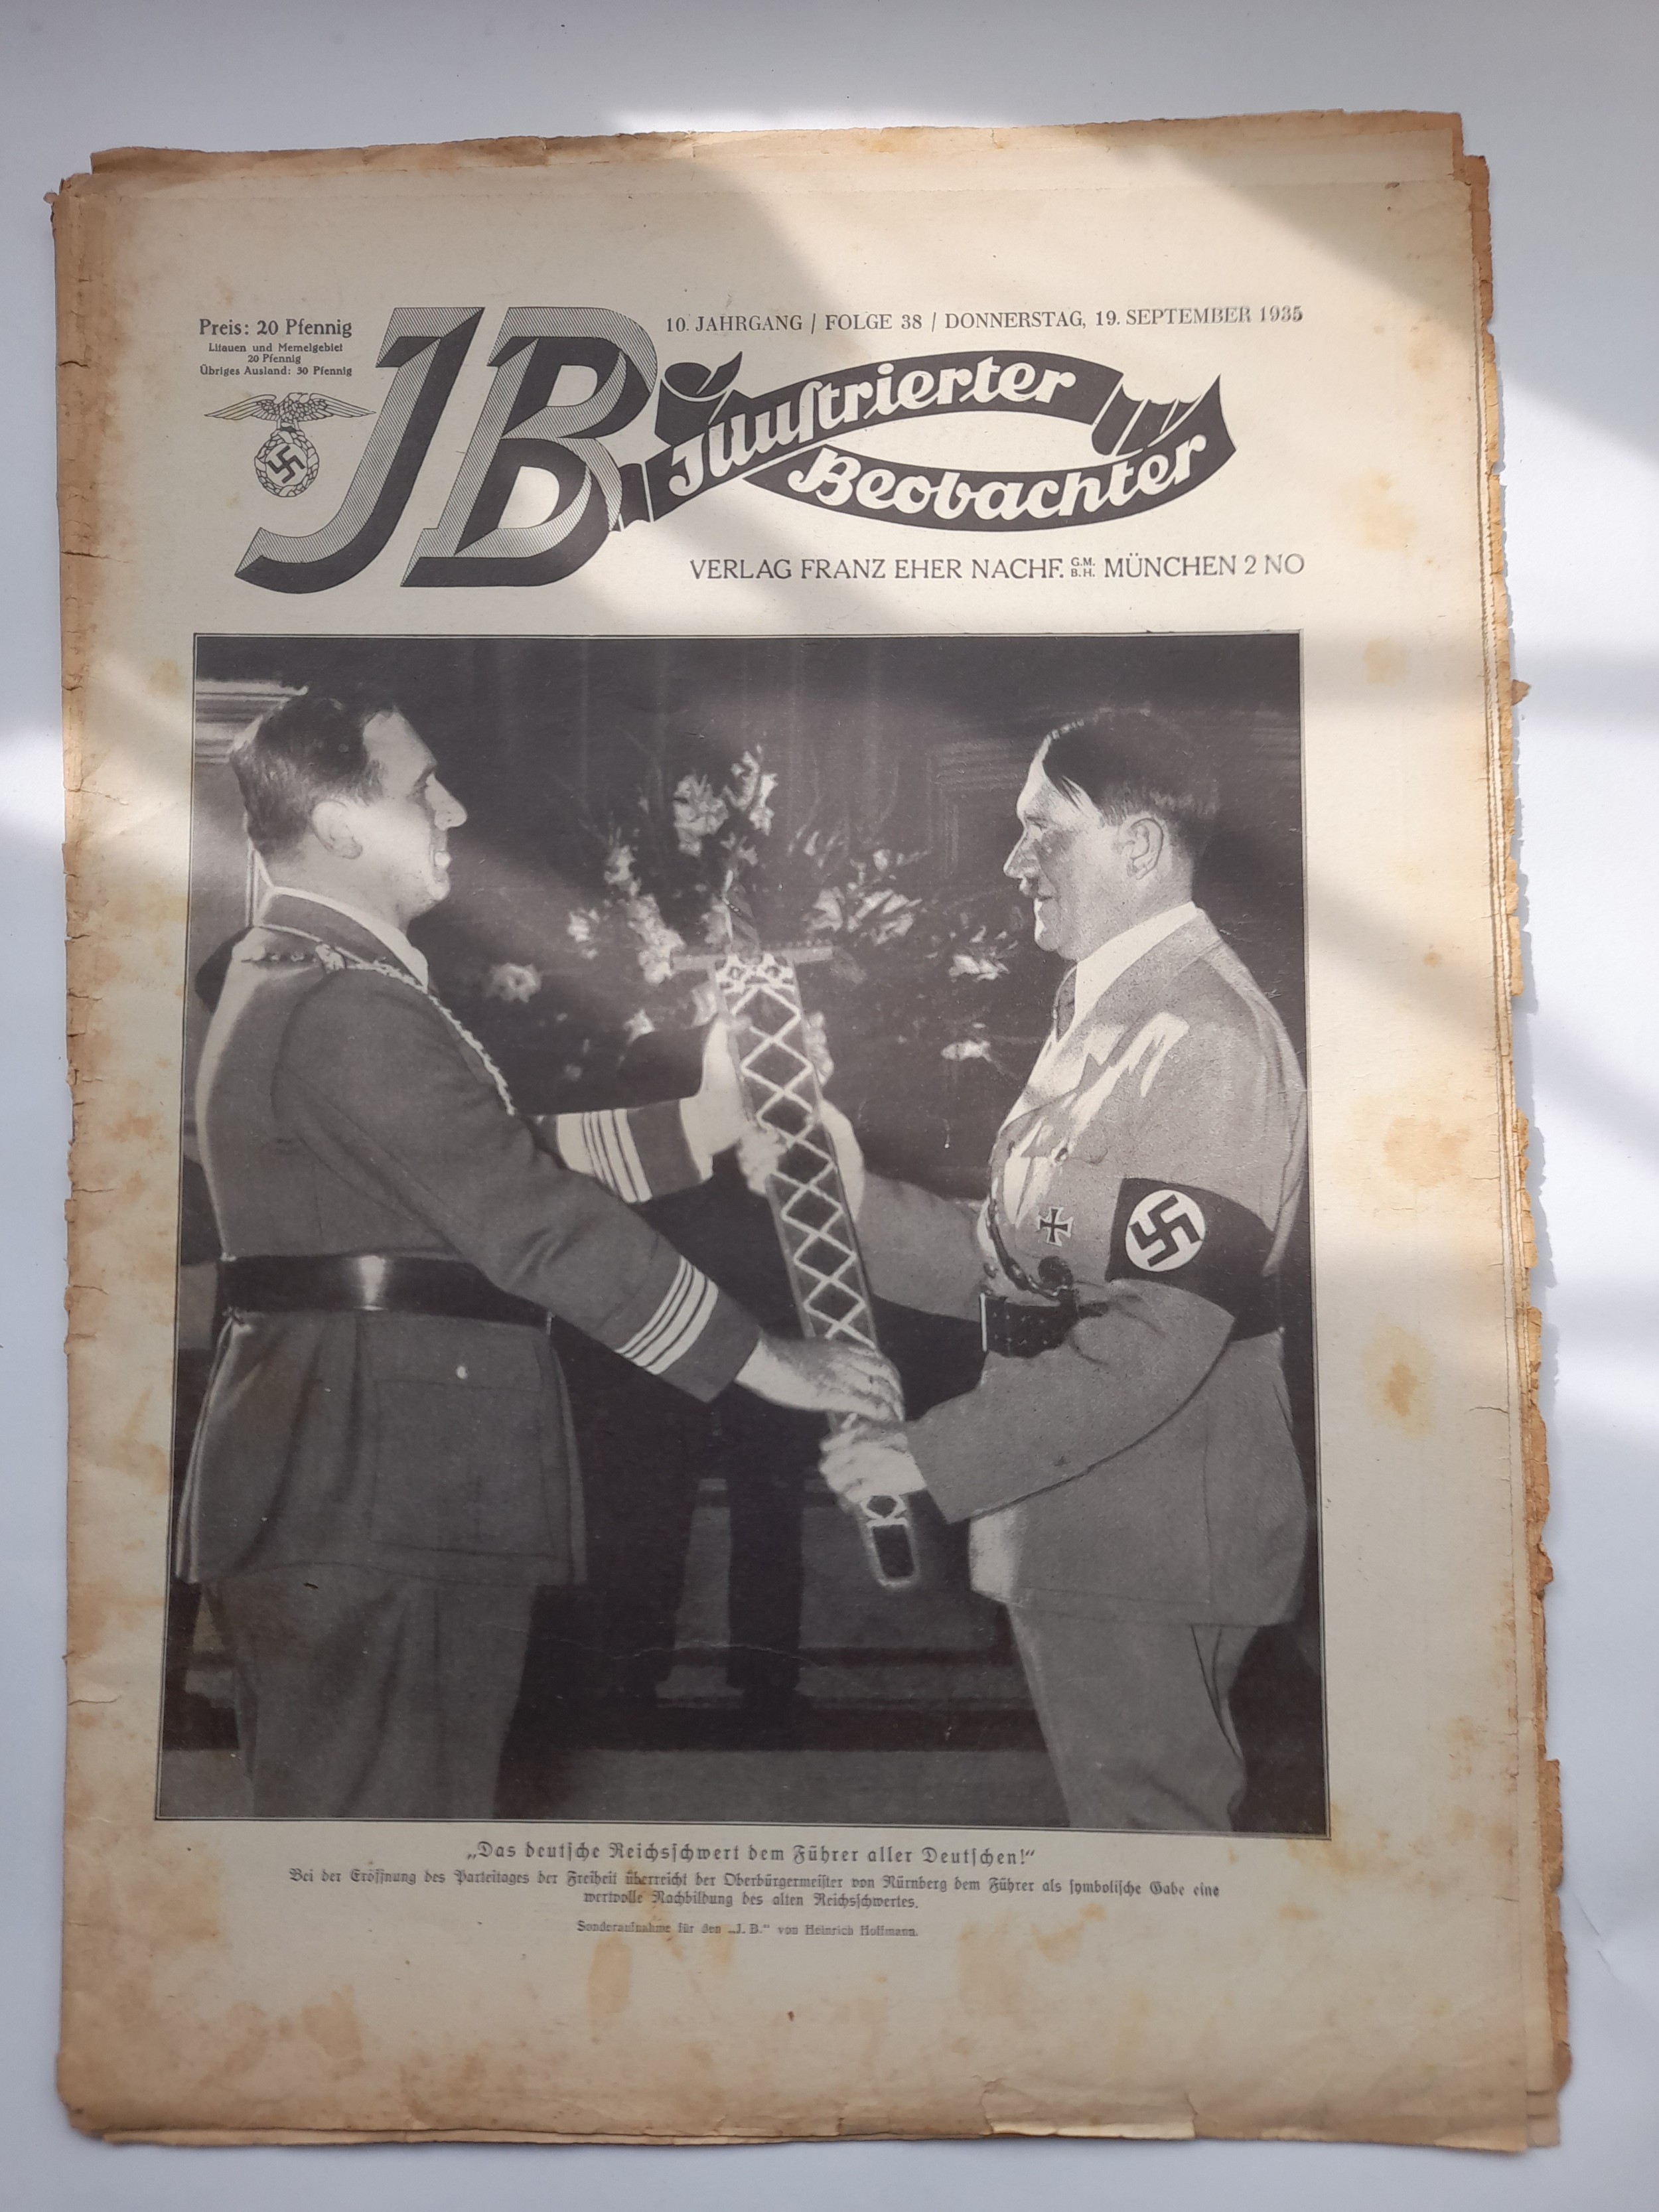 Preis: 20 Pfennig
Litauen und Memelgebiet
20 Pfennig
Übriges Ausland: 30 Pfennig
10. JAHRGANG / FOLGE 38 / DONNERSTAG, 19. SEPTEMBER 1935
JB
Illustrierter
Beobachter
VERLAG FRANZ EHER NACHF. G.M.B.H. MÜNCHEN 2 NO
„Das deutſche Reichsſchwert dem Führer aller Deutſchen!“
Bei der Eröffnung des Parteitages der Freiheit überreicht der Oberbürgermeiſter von Nürnberg dem Führer als ſymboliſche Gabe eine
wertvolle Nachbildung des alten Reichsſchwertes.
Sonderaufnahme für den „J. B.“ von Heinrich Hoffmann.